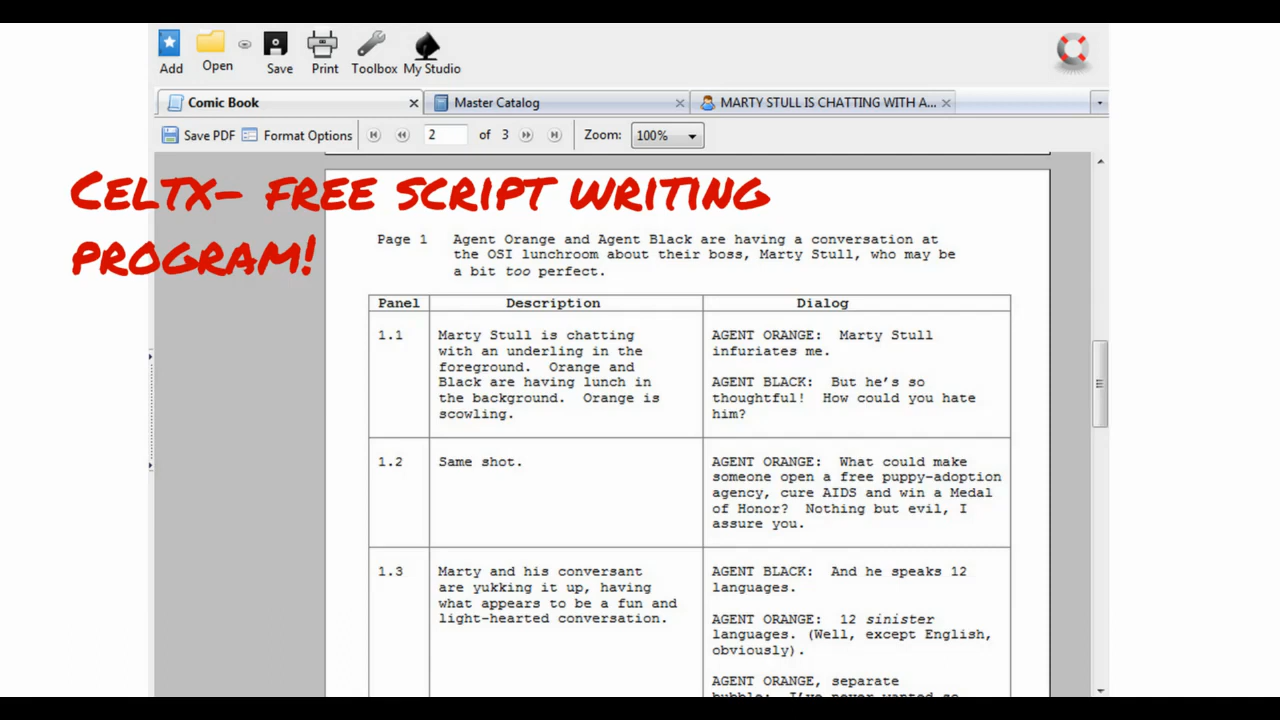 Add
Open
Save
Print
Toolbox
My Studio
Comic Book
Master Catalog
MARTY STULL IS CHATTING WITH A...
Save PDF
Format Options
2
of 3
Zoom:
100%
CELTX- FREE SCRIPT WRITING
PROGRAM!
Page 1
Agent Orange and Agent Black are having a conversation at
the OSI lunchroom about their boss, Marty Stull, who may be
a bit too perfect.
Panel
Description
Dialog
1.1
Marty Stull is chatting
with an underling in the
foreground. Orange and
Black are having lunch in
the background. Orange is
scowling.
AGENT ORANGE: Marty Stull
infuriates me.
AGENT BLACK: But he's so
thoughtful! How could you hate
him?
1.2
Same shot.
AGENT ORANGE: What could make
someone open a free puppy-adoption
agency, cure AIDS and win a Medal
of Honor? Nothing but evil, I
assure you.
1.3
Marty and his conversant
are yukking it up, having
what appears to be a fun and
light-hearted conversation.
AGENT BLACK: And he speaks 12
languages.
AGENT ORANGE: 12 sinister
languages. (Well, except English,
obviously).
AGENT ORANGE, separate
bubble: I've never wanted so